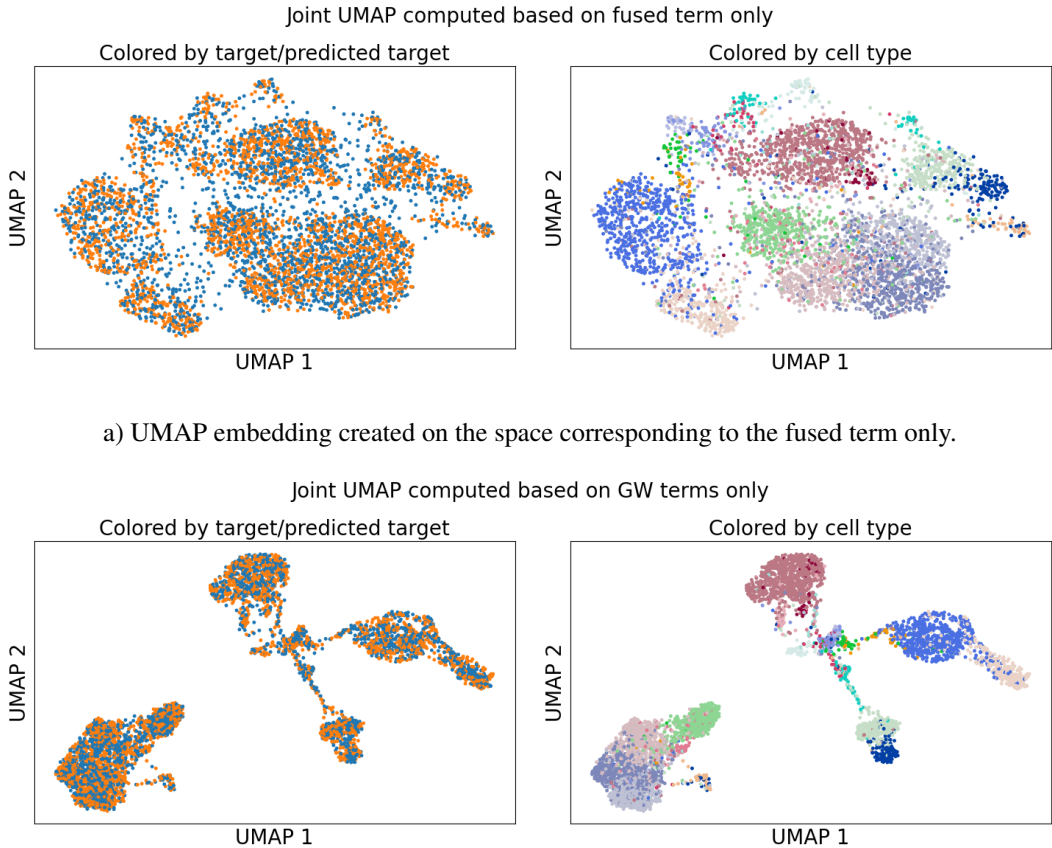 Joint UMAP computed based on fused term only
Colored by target/predicted target
Colored by cell type
UMAP 2
UMAP 2
UMAP 1
UMAP 1
a) UMAP embedding created on the space corresponding to the fused term only.
Joint UMAP computed based on GW terms only
Colored by target/predicted target
Colored by cell type
UMAP 2
UMAP 2
UMAP 1
UMAP 1